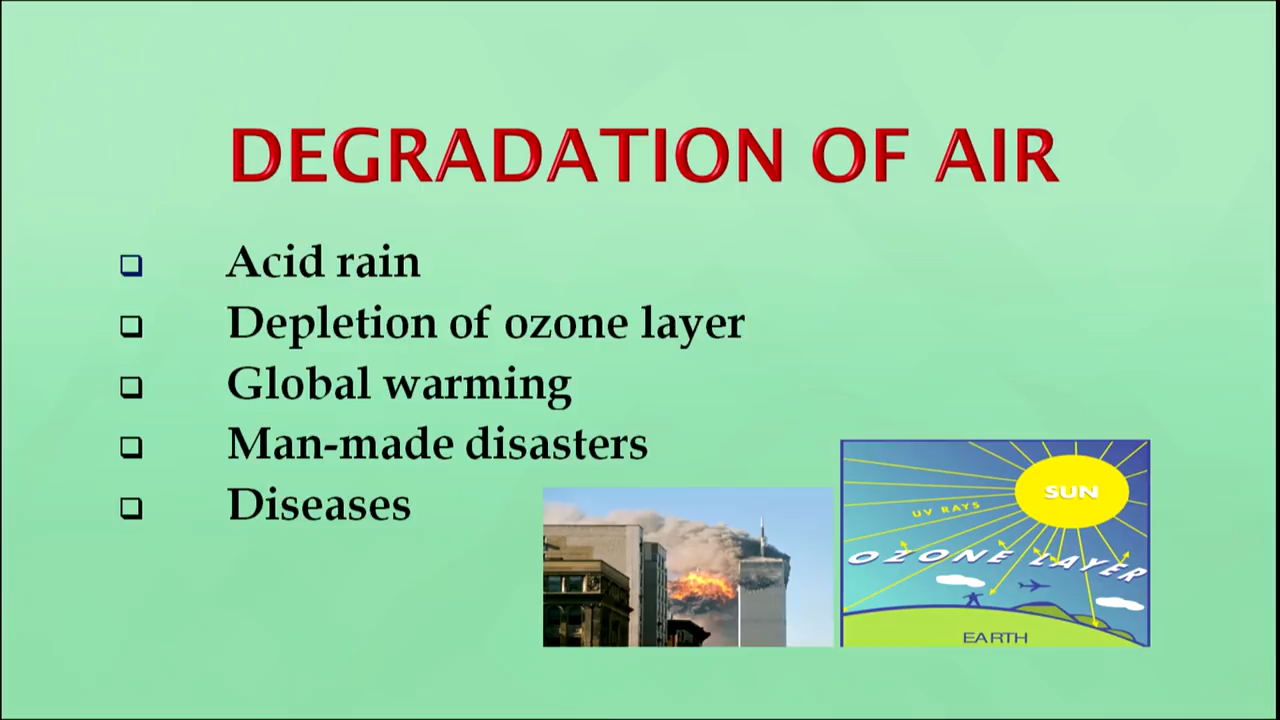 DEGRADATION OF AIR
❑ Acid rain
❑ Depletion of ozone layer
❑ Global warming
❑ Man-made disasters
❑ Diseases
SUN
UV RAYS
OZONE LAYER
EARTH